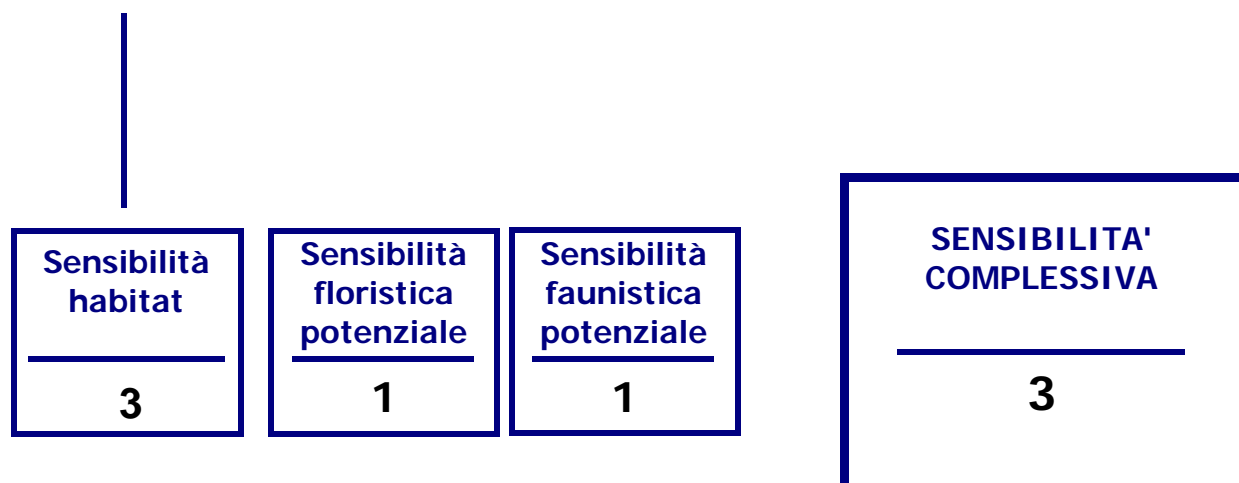 Sensibilità
habitat
3
Sensibilità
floristica
potenziale
1
Sensibilità
faunistica
potenziale
1
SENSIBILITA'
COMPLESSIVA
3